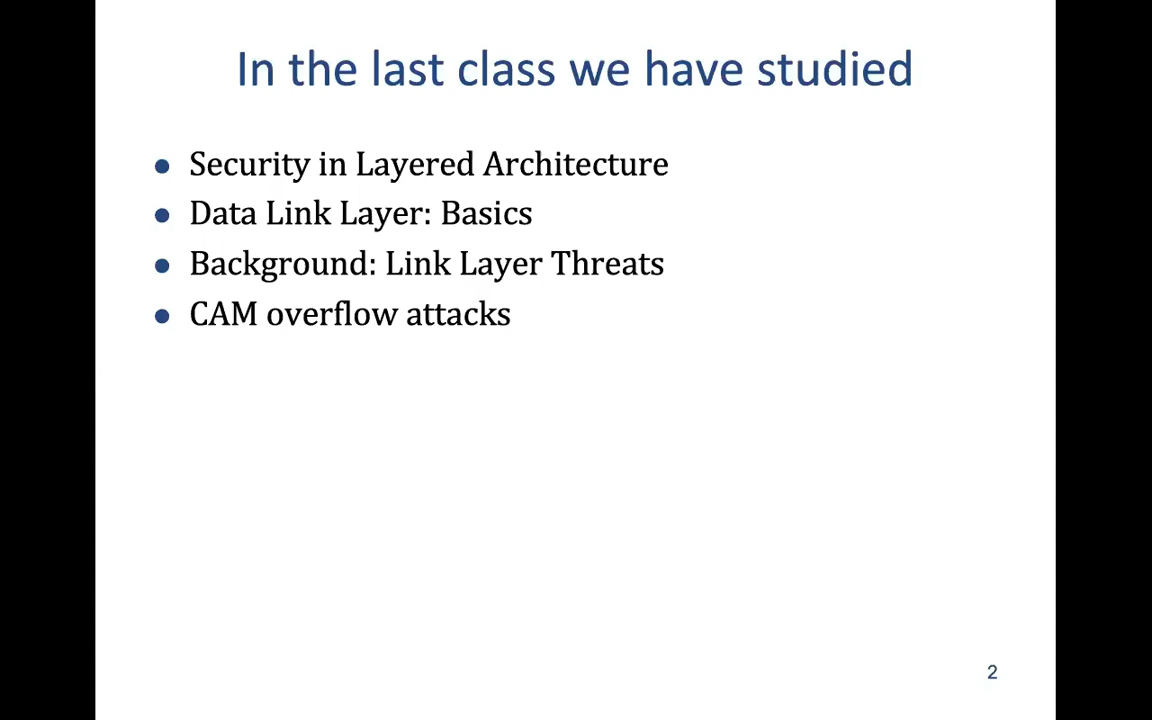 In the last class we have studied
● Security in Layered Architecture
● Data Link Layer: Basics
● Background: Link Layer Threats
● CAM overflow attacks
2